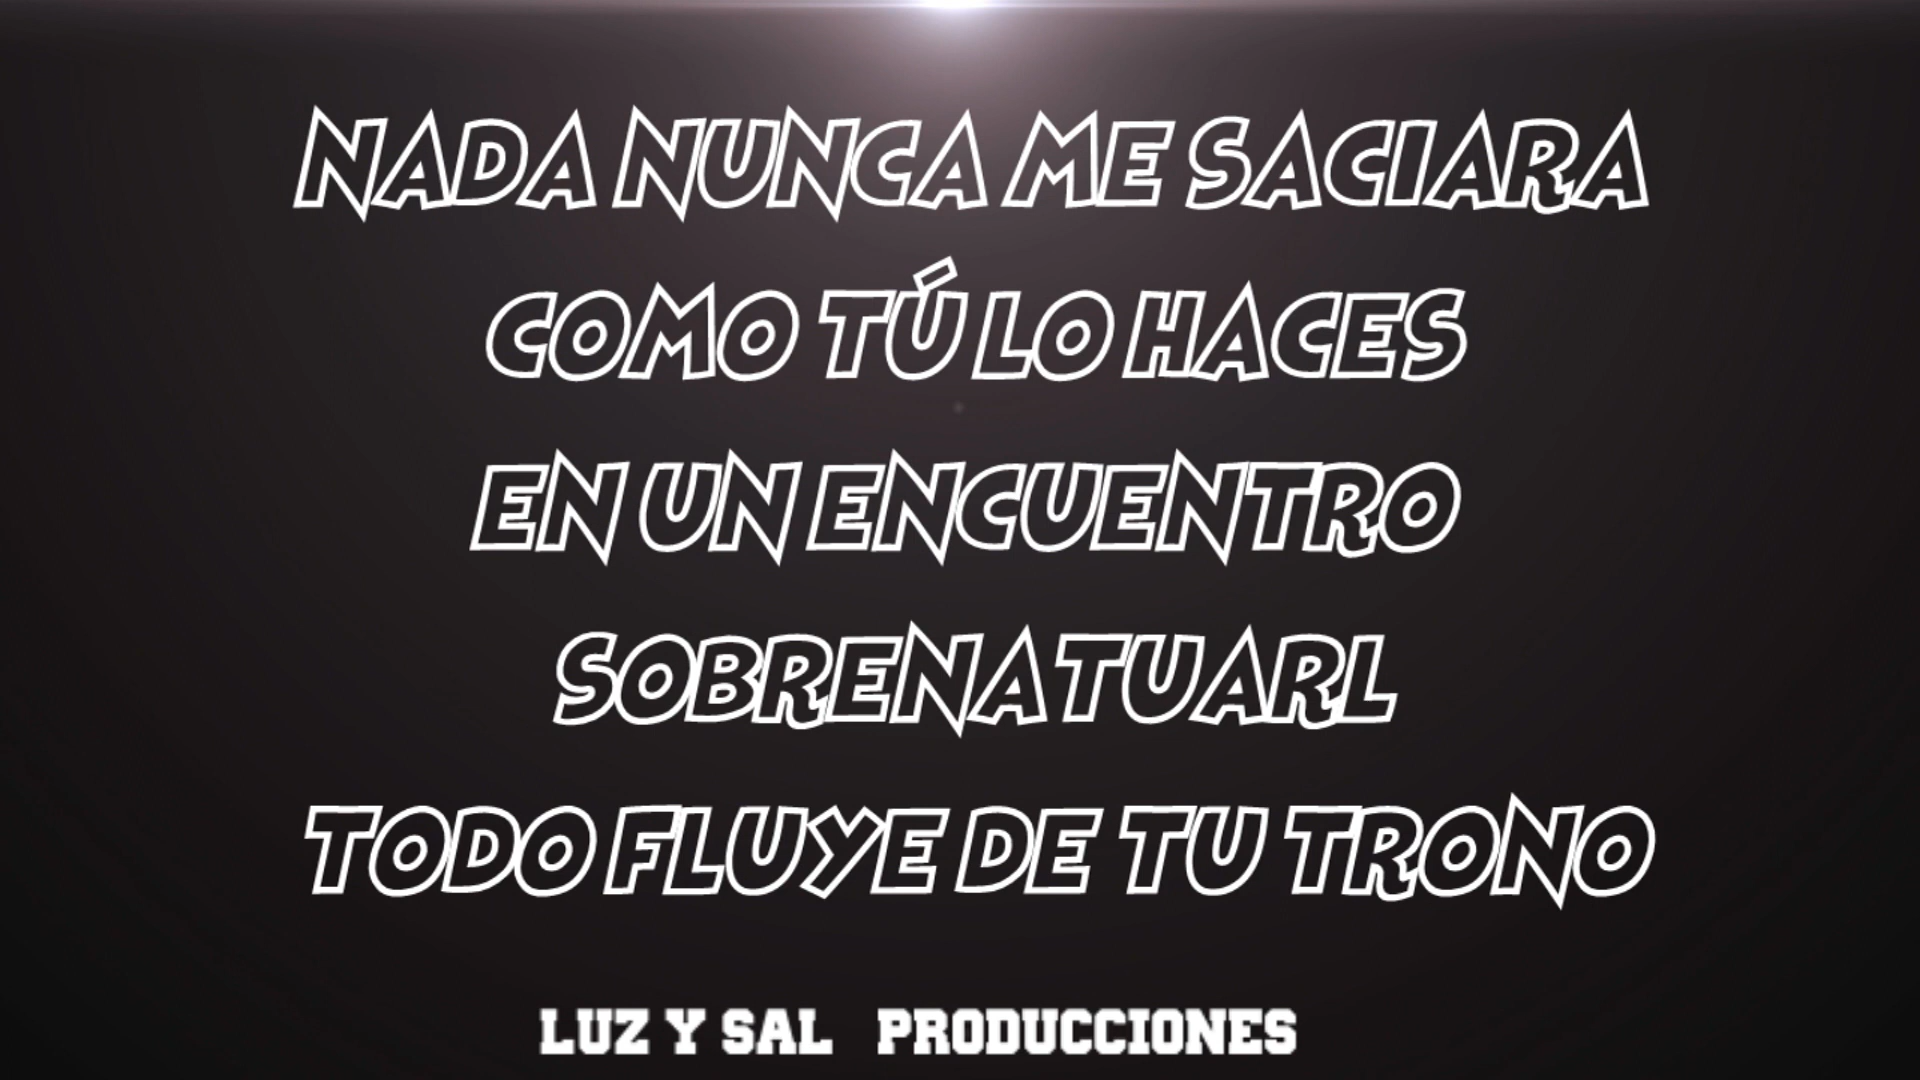 NADA NUNCA ME SACIARA
COMO TÚ LO HACES
EN UN ENCUENTRO
SOBRENATUARL
TODO FLUYE DE TU TRONO
LUZ Y SAL PRODUCCIONES